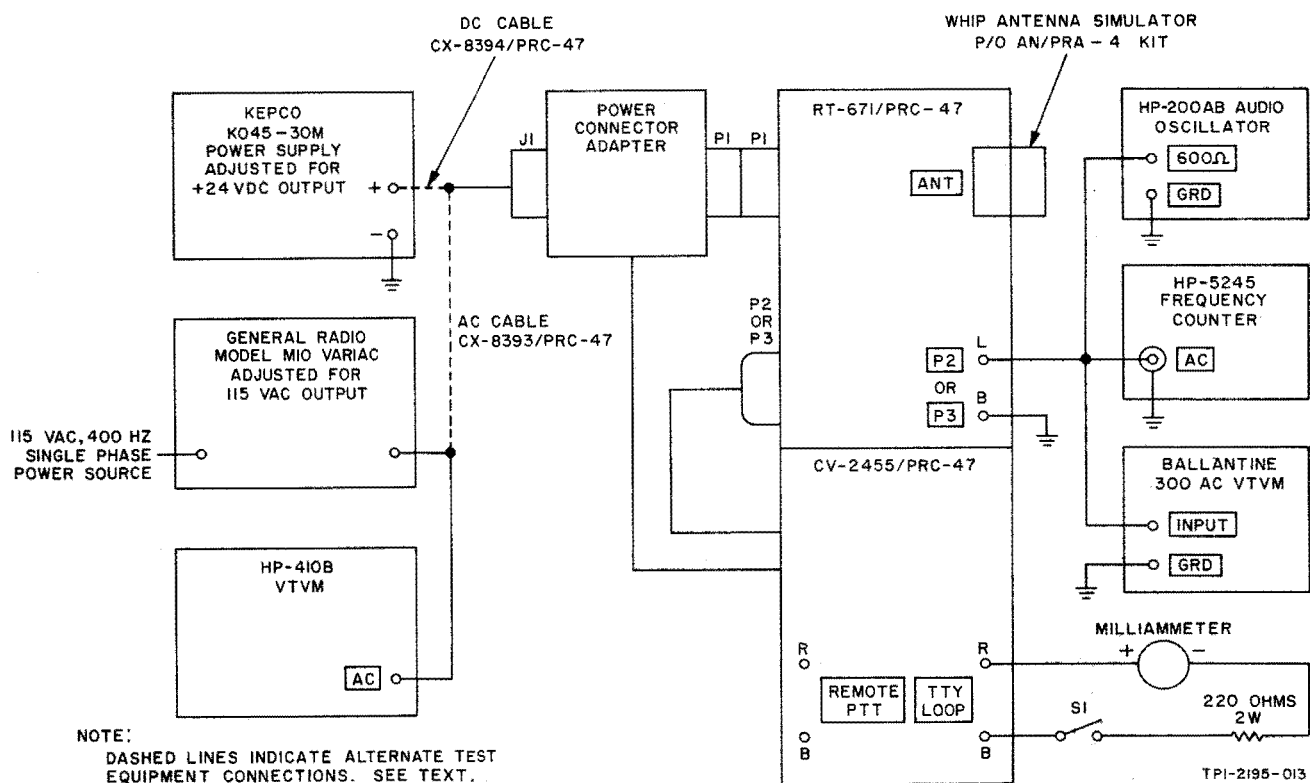 DC CABLE
CX-8394/PRC-47
WHIP ANTENNA SIMULATOR
P/O AN/PRA-4 KIT
KEPCO
KO45-30M
POWER SUPPLY
ADJUSTED FOR
+24 VDC OUTPUT
+
-
J1
POWER
CONNECTOR
ADAPTER
P1
P1
RT-671/PRC-47
ANT
HP-200AB AUDIO
OSCILLATOR
600Ω
GRD
GENERAL RADIO
MODEL M10 VARIAC
ADJUSTED FOR
115 VAC OUTPUT
AC CABLE
CX-8393/PRC-47
115 VAC, 400 HZ
SINGLE PHASE
POWER SOURCE
P2
OR
P3
L
P2
OR
B
P3
HP-5245
FREQUENCY
COUNTER
AC
CV-2455/PRC-47
BALLANTINE
300 AC VTVM
INPUT
GRD
HP-410B
VTVM
AC
R
B
REMOTE
PTT
TTY
LOOP
R
B
MILLIAMMETER
+
-
S1
220 OHMS
2W
NOTE:
DASHED LINES INDICATE ALTERNATE TEST
EQUIPMENT CONNECTIONS. SEE TEXT.
TP1-2195-013